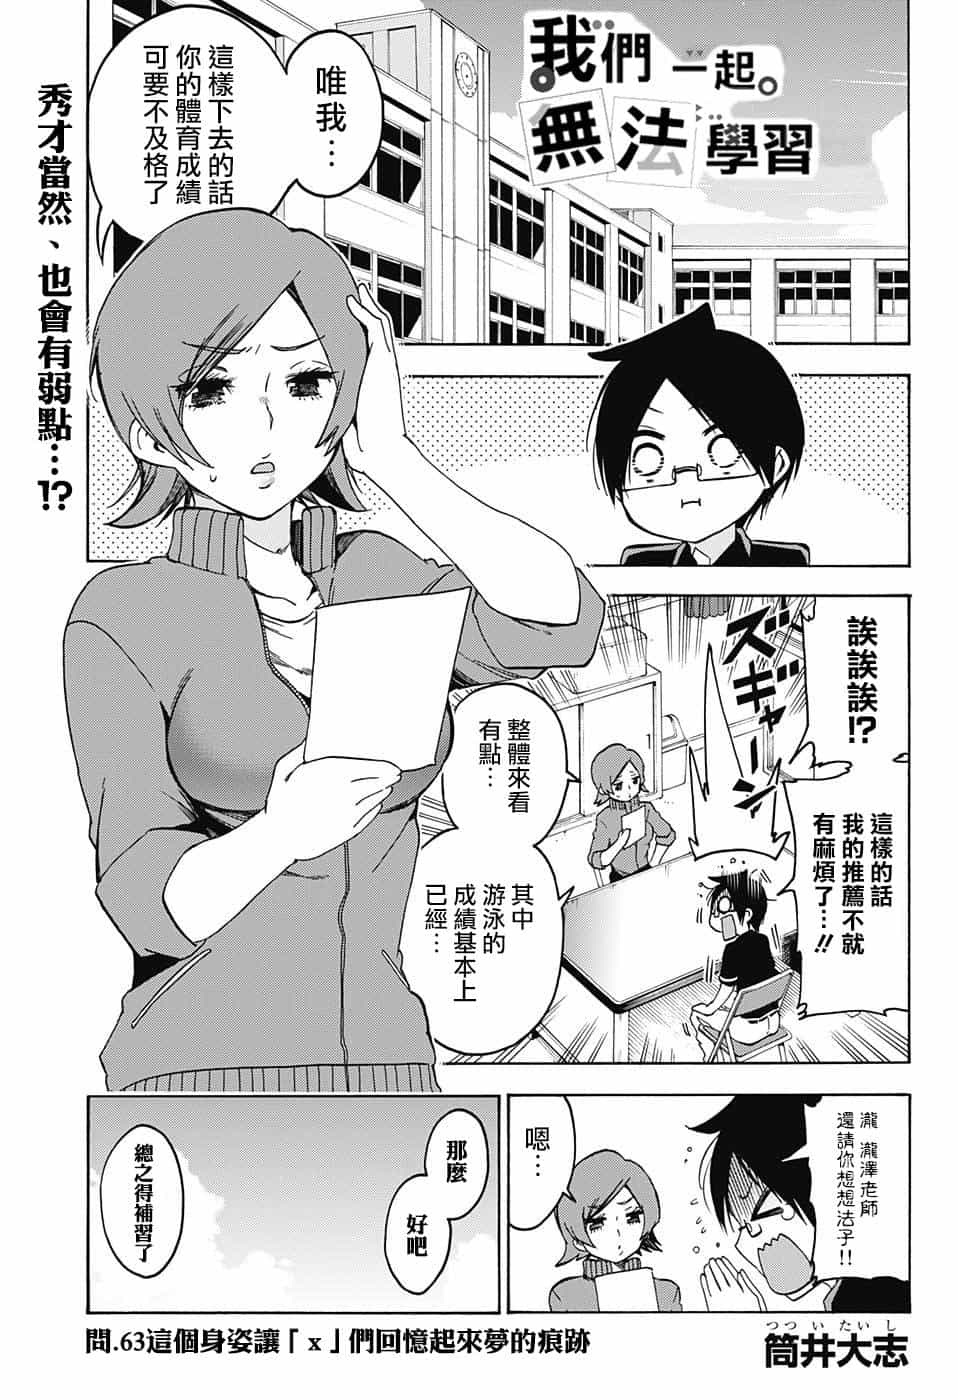 我們一起。
無法學習
唯我…
這樣下去的話
你的體育成績
可要不及格了
秀才當然、也會有弱點…!?
誒誒誒!?
ズギャーン
這樣的話
我的推薦不就
有麻煩了…!!
整體來看
有點…
其中
游泳的
成績基本上
已經…
瀧 瀧澤老師
還請你想想法子!!
嗯…
那麼
好吧
總之得補習了
問.63這個身姿讓「x」們回憶起來夢的痕跡
つつ い たい し
筒井大志